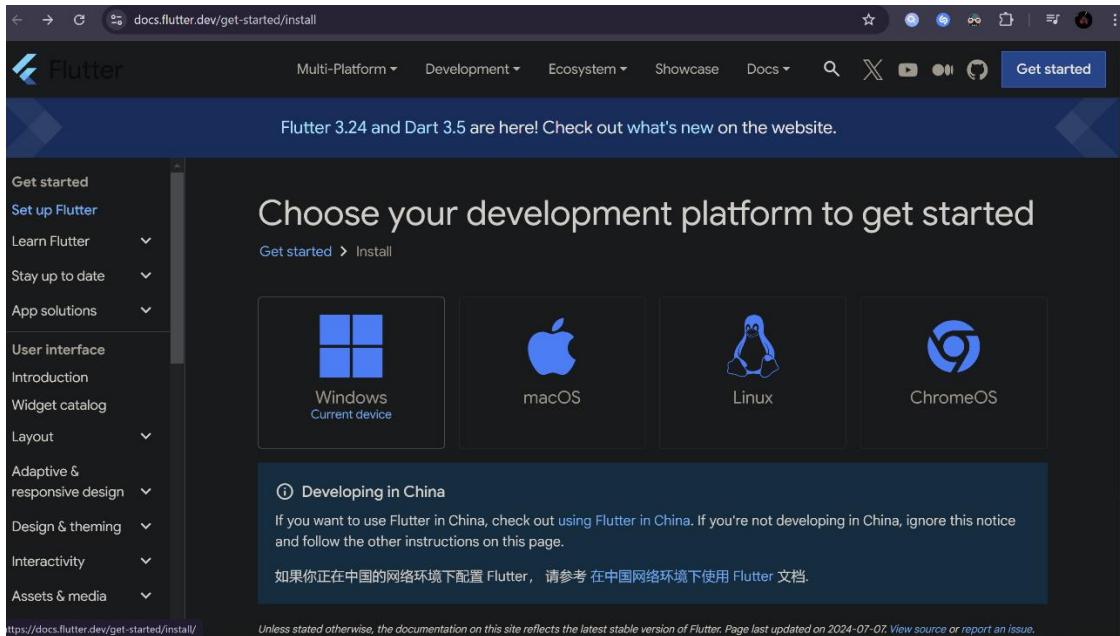 docs.flutter.dev/get-started/install
Flutter
Multi-Platform
Development
Ecosystem
Showcase
Docs
Get started
Flutter 3.24 and Dart 3.5 are here! Check out what's new on the website.
Get started
Set up Flutter
Learn Flutter
Stay up to date
App solutions
User interface
Introduction
Widget catalog
Layout
Adaptive &
responsive design
Design & theming
Interactivity
Assets & media
Choose your development platform to get started
Get started > Install
Windows
Current device
macOS
Linux
ChromeOS
Developing in China
If you want to use Flutter in China, check out using Flutter in China. If you're not developing in China, ignore this notice
and follow the other instructions on this page.
如果你正在中国的网络环境下配置 Flutter， 请参考 在中国网络环境下使用 Flutter 文档.
Unless stated otherwise, the documentation on this site reflects the latest stable version of Flutter. Page last updated on 2024-07-07. View source or report an issue.
ttps://docs.flutter.dev/get-started/install/